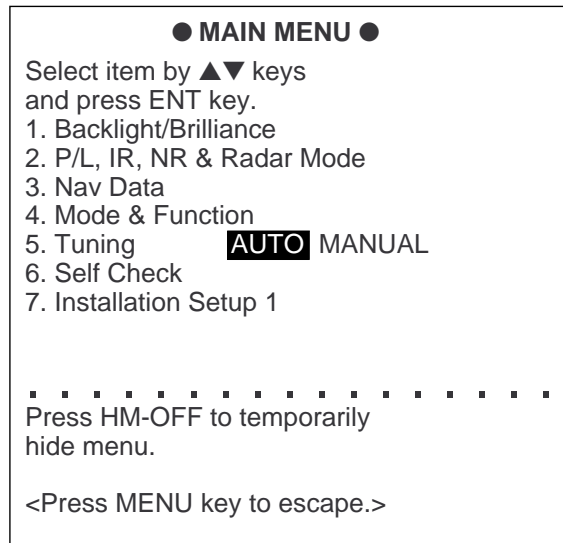 ● MAIN MENU ●
Select item by ▲▼ keys
and press ENT key.
1. Backlight/Brilliance
2. P/L, IR, NR & Radar Mode
3. Nav Data
4. Mode & Function
5. Tuning AUTO MANUAL
6. Self Check
7. Installation Setup 1
Press HM-OFF to temporarily
hide menu.
<Press MENU key to escape.>